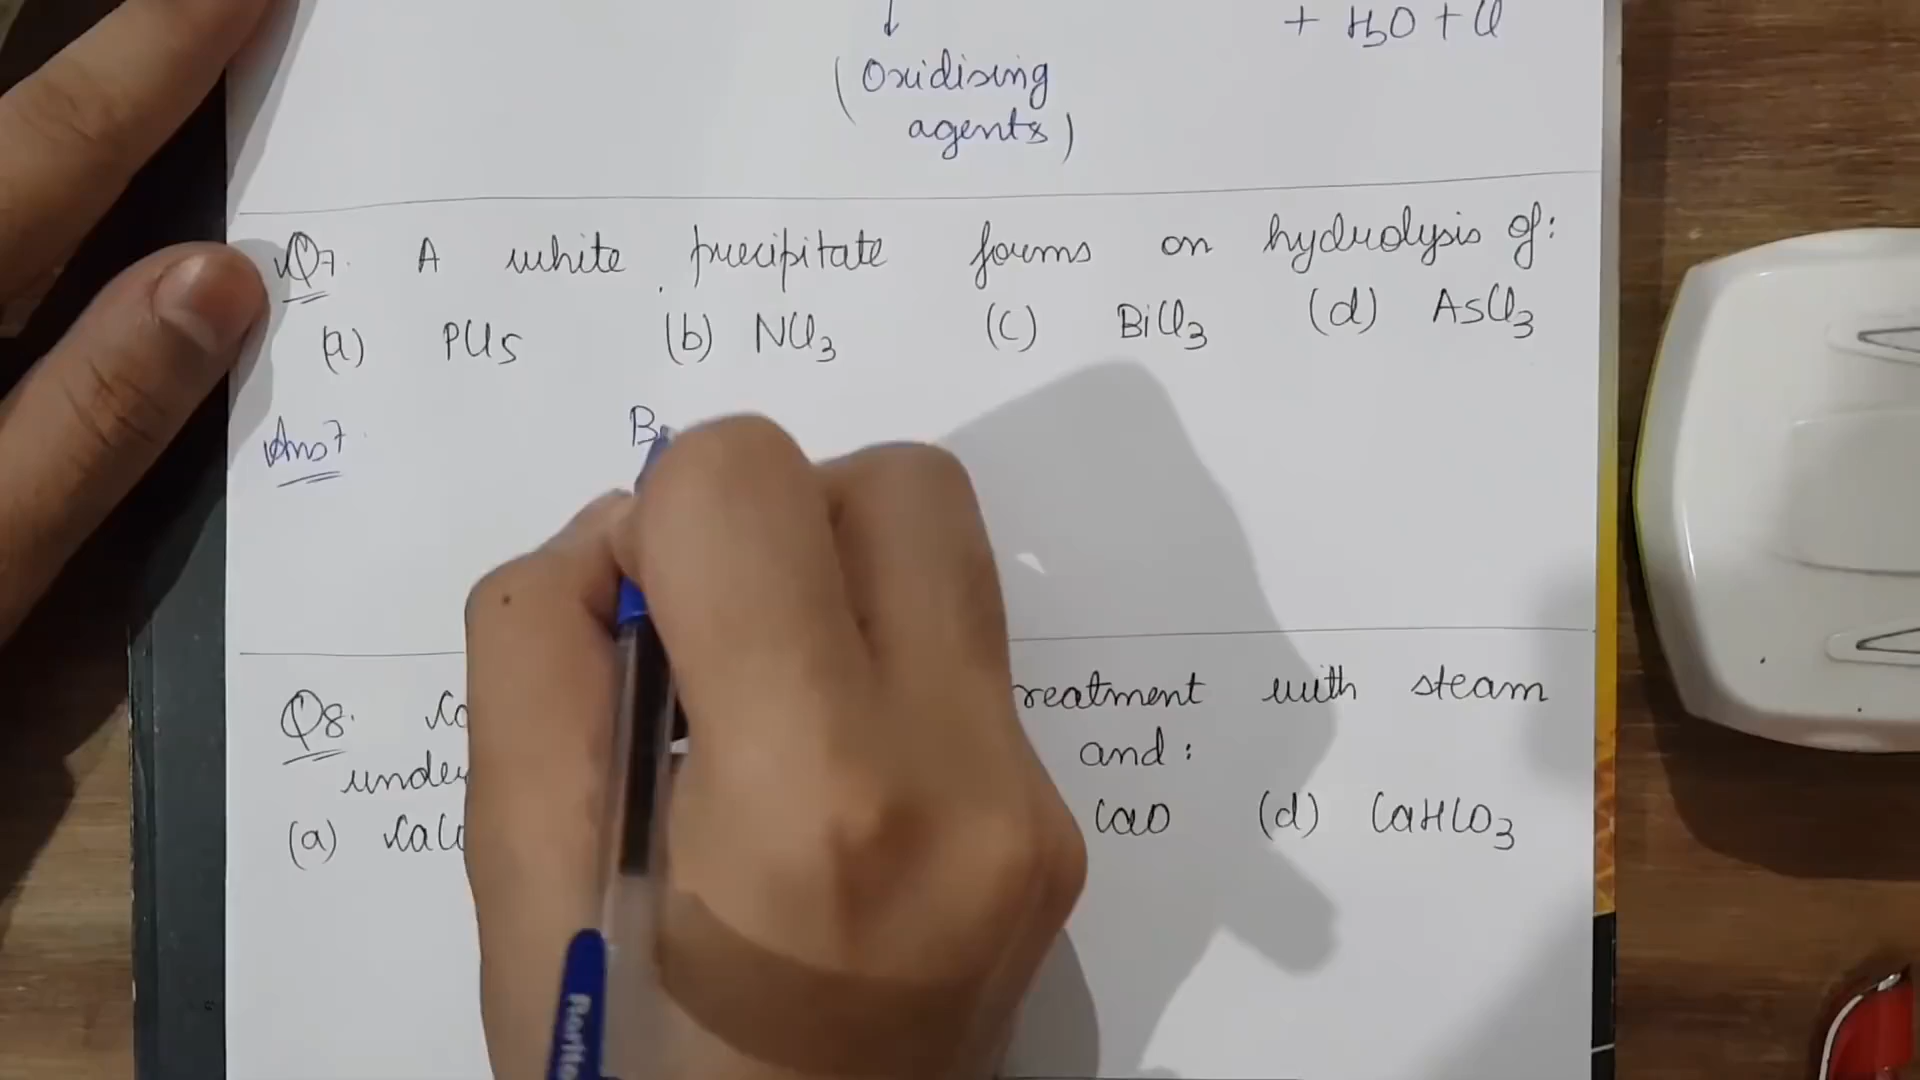 + H2O + Cl
(Oxidising
agents)
Q7. A white precipitate forms on hydrolysis of:
(a) PCl5 (b) NCl3 (c) BiCl3 (d) AsCl3
Ans7.
Q8. treatment with steam
and:
(a) CaO (d) CaHCO3